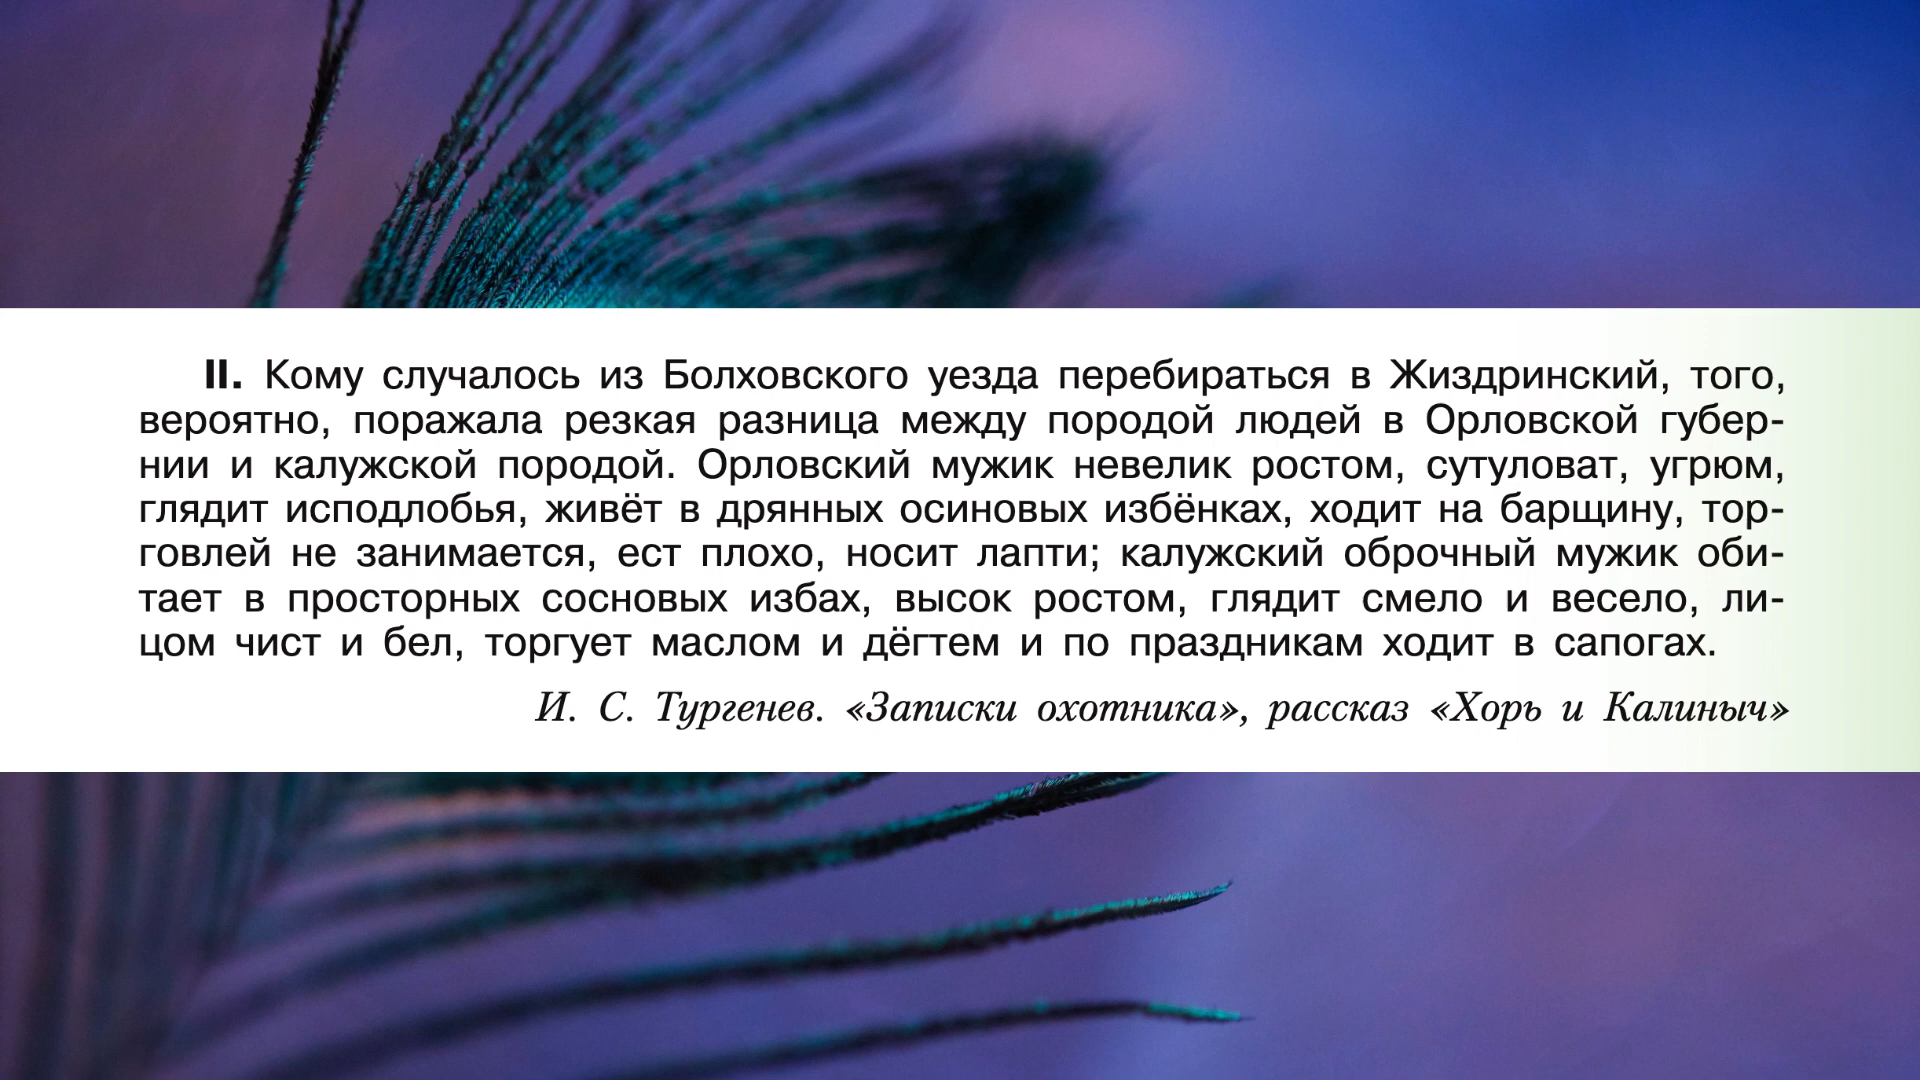 II. Кому случалось из Болховского уезда перебираться в Жиздринский, того,
вероятно, поражала резкая разница между породой людей в Орловской губер-
нии и калужской породой. Орловский мужик невелик ростом, сутуловат, угрюм,
глядит исподлобья, живёт в дрянных осиновых избёнках, ходит на барщину, тор-
говлей не занимается, ест плохо, носит лапти; калужский оброчный мужик оби-
тает в просторных сосновых избах, высок ростом, глядит смело и весело, ли-
цом чист и бел, торгует маслом и дёгтем и по праздникам ходит в сапогах.
И. С. Тургенев. «Записки охотника», рассказ «Хорь и Калиныч»